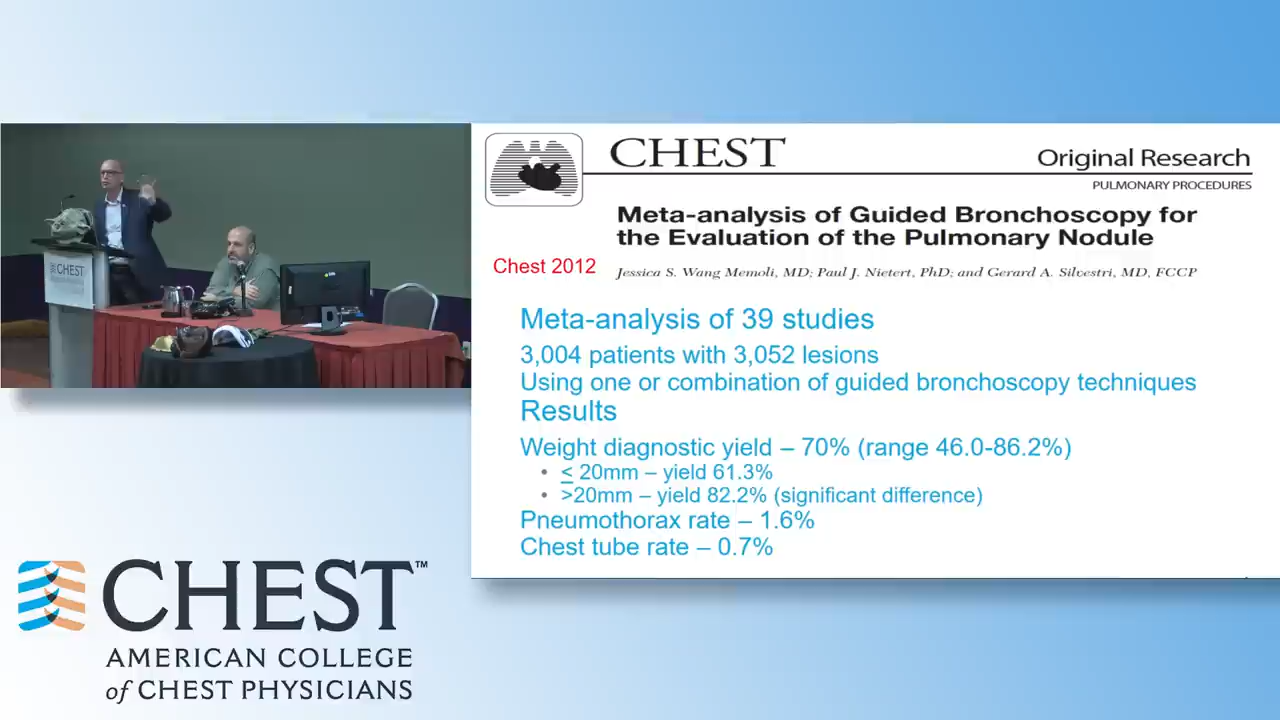 CHEST
Original Research
PULMONARY PROCEDURES
Meta-analysis of Guided Bronchoscopy for
the Evaluation of the Pulmonary Nodule
Chest 2012
Jessica S. Wang Memoli, MD; Paul J. Nietert, PhD; and Gerard A. Silvestri, MD, FCCP
Meta-analysis of 39 studies
3,004 patients with 3,052 lesions
Using one or combination of guided bronchoscopy techniques
Results
Weight diagnostic yield – 70% (range 46.0-86.2%)
• < 20mm – yield 61.3%
• >20mm – yield 82.2% (significant difference)
Pneumothorax rate – 1.6%
Chest tube rate – 0.7%
CHEST
CHEST™
AMERICAN COLLEGE
of CHEST PHYSICIANS